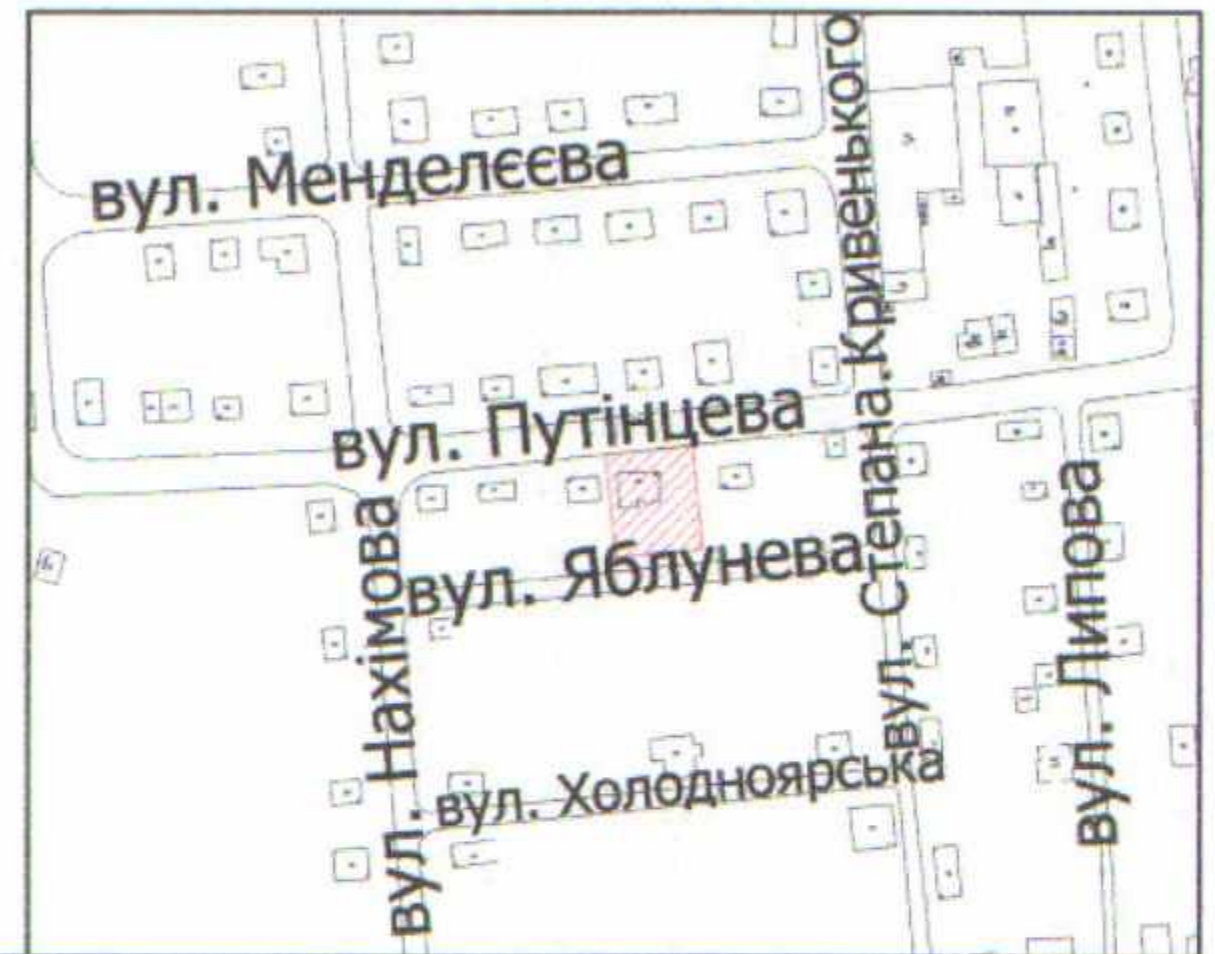 вул. Менделєєва
вул. Степана.Кривенького
вул. Путінцева
вул. Нахімова
вул. Яблунева
вул. Липова
вул. Холодноярська